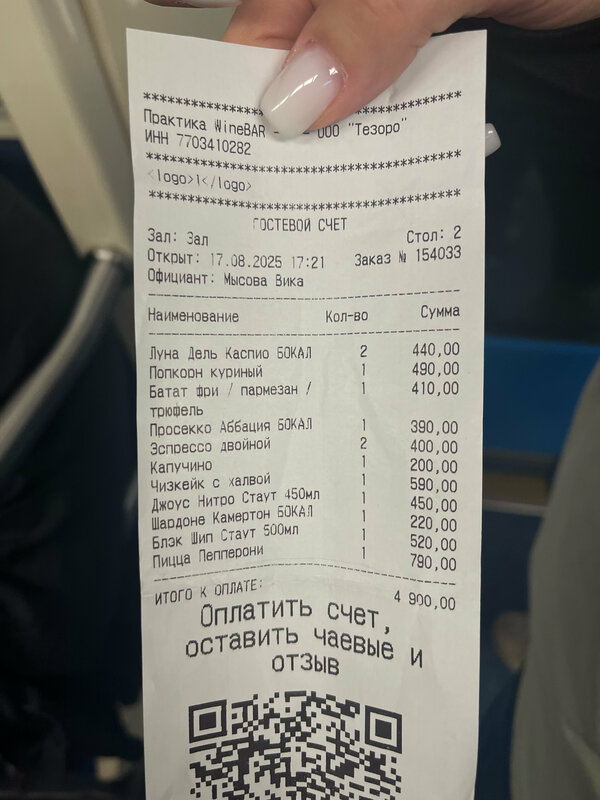 ************************************************
Практика WineBAR - ООО "Тезоро"
ИНН 7703410282
************************************************
<logo>1</logo>
************************************************
ГОСТЕВОЙ СЧЕТ
Зал: Зал Стол: 2
Открыт: 17.08.2025 17:21 Заказ № 154033
Официант: Мысова Вика
Наименование Кол-во Сумма
Луна Дель Каспио БОКАЛ 2 440,00
Попкорн куриный 1 490,00
Батат фри / пармезан / 1 410,00
трюфель
Просекко Аббация БОКАЛ 1 390,00
Эспрессо двойной 2 400,00
Капучино 1 200,00
Чизкейк с халвой 1 590,00
Джоус Нитро Стаут 450мл 1 450,00
Шардоне Камертон БОКАЛ 1 220,00
Блэк Шип Стаут 500мл 1 520,00
Пицца Пепперони 1 790,00
ИТОГО К ОПЛАТЕ: 4 900,00
Оплатить счет,
оставить чаевые и
отзыв